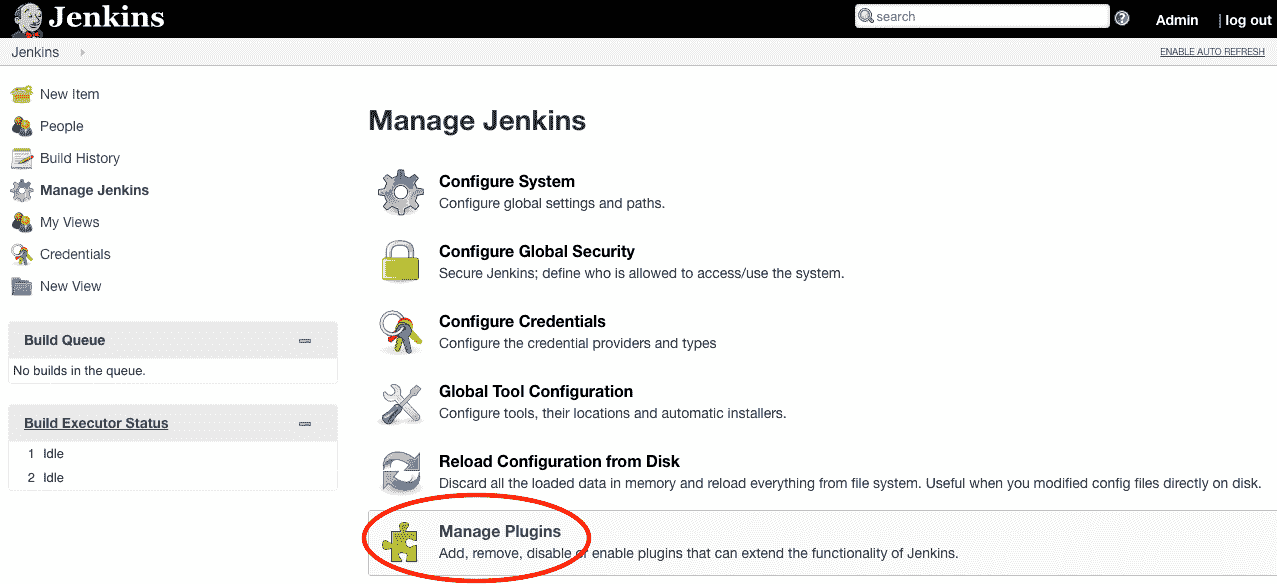 Jenkins
search
Admin | log out
Jenkins
ENABLE AUTO REFRESH
New Item
People
Build History
Manage Jenkins
My Views
Credentials
New View
Build Queue
No builds in the queue.
Build Executor Status
1 Idle
2 Idle
Manage Jenkins
Configure System
Configure global settings and paths.
Configure Global Security
Secure Jenkins; define who is allowed to access/use the system.
Configure Credentials
Configure the credential providers and types
Global Tool Configuration
Configure tools, their locations and automatic installers.
Reload Configuration from Disk
Discard all the loaded data in memory and reload everything from file system. Useful when you modified config files directly on disk.
Manage Plugins
Add, remove, disable or enable plugins that can extend the functionality of Jenkins.